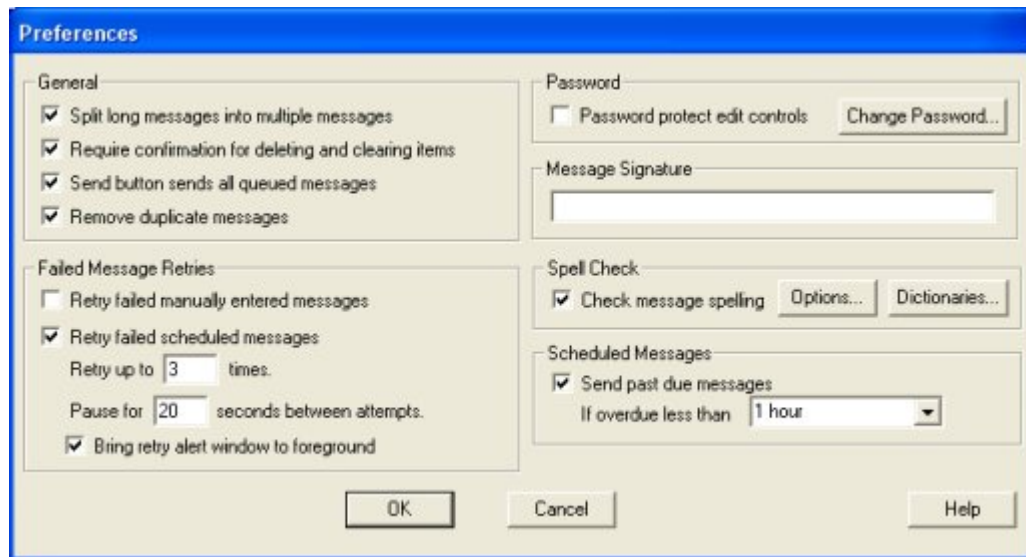 Preferences
General
Split long messages into multiple messages
Require confirmation for deleting and clearing items
Send button sends all queued messages
Remove duplicate messages
Failed Message Retries
Retry failed manually entered messages
Retry failed scheduled messages
Retry up to 3 times.
Pause for 20 seconds between attempts.
Bring retry alert window to foreground
Password
Password protect edit controls Change Password...
Message Signature
Spell Check
Check message spelling Options... Dictionaries...
Scheduled Messages
Send past due messages
If overdue less than 1 hour
OK Cancel Help